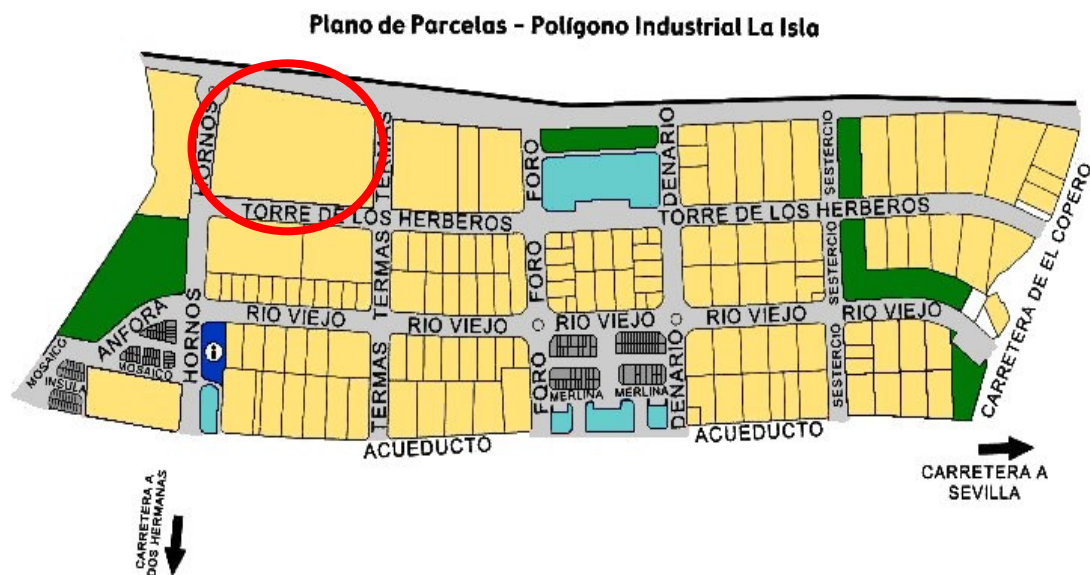 Plano de Parcelas – Polígono Industrial La Isla
HORNOS
TERMAS
FORO
DENARIO
SESTERCIO
TORRE DE LOS HERBEROS
TORRE DE LOS HERBEROS
CARRETERA DE EL COPERO
TERMAS
FORO
SESTERCIO
ANFORA
HORNOS
RIO VIEJO
RIO VIEJO
RIO VIEJO
RIO VIEJO
RIO VIEJO
MOSAICO
MOSAICO
INSULA
i
TERMAS
FORO
MERLINA
MERLINA
DENARIO
SESTERCIO
ACUEDUCTO
ACUEDUCTO
CARRETERA A
DOS HERMANAS
CARRETERA A
SEVILLA